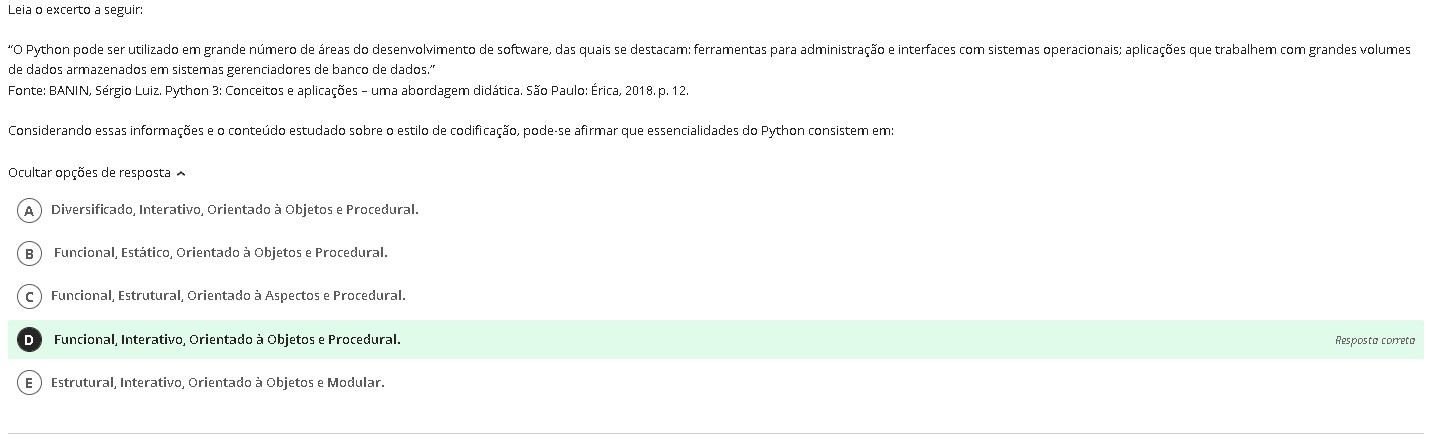 Leia o excerto a seguir:
“O Python pode ser utilizado em grande número de áreas do desenvolvimento de software, das quais se destacam: ferramentas para administração e interfaces com sistemas operacionais; aplicações que trabalhem com grandes volumes
de dados armazenados em sistemas gerenciadores de banco de dados.”
Fonte: BANIN, Sérgio Luiz. Python 3: Conceitos e aplicações – uma abordagem didática. São Paulo: Érica, 2018. p. 12.
Considerando essas informações e o conteúdo estudado sobre o estilo de codificação, pode-se afirmar que essencialidades do Python consistem em:
Ocultar opções de resposta
A Diversificado, Interativo, Orientado à Objetos e Procedural.
B Funcional, Estático, Orientado à Objetos e Procedural.
C Funcional, Estrutural, Orientado à Aspectos e Procedural.
D Funcional, Interativo, Orientado à Objetos e Procedural. Resposta correta
E Estrutural, Interativo, Orientado à Objetos e Modular.